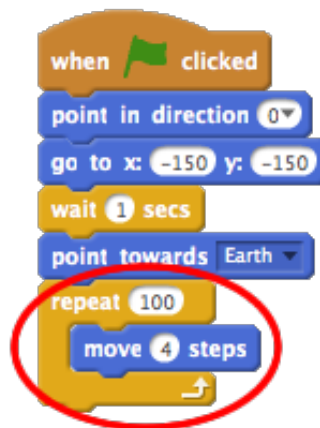 when clicked
point in direction 0
go to x: -150 y: -150
wait 1 secs
point towards Earth
repeat 100
move 4 steps